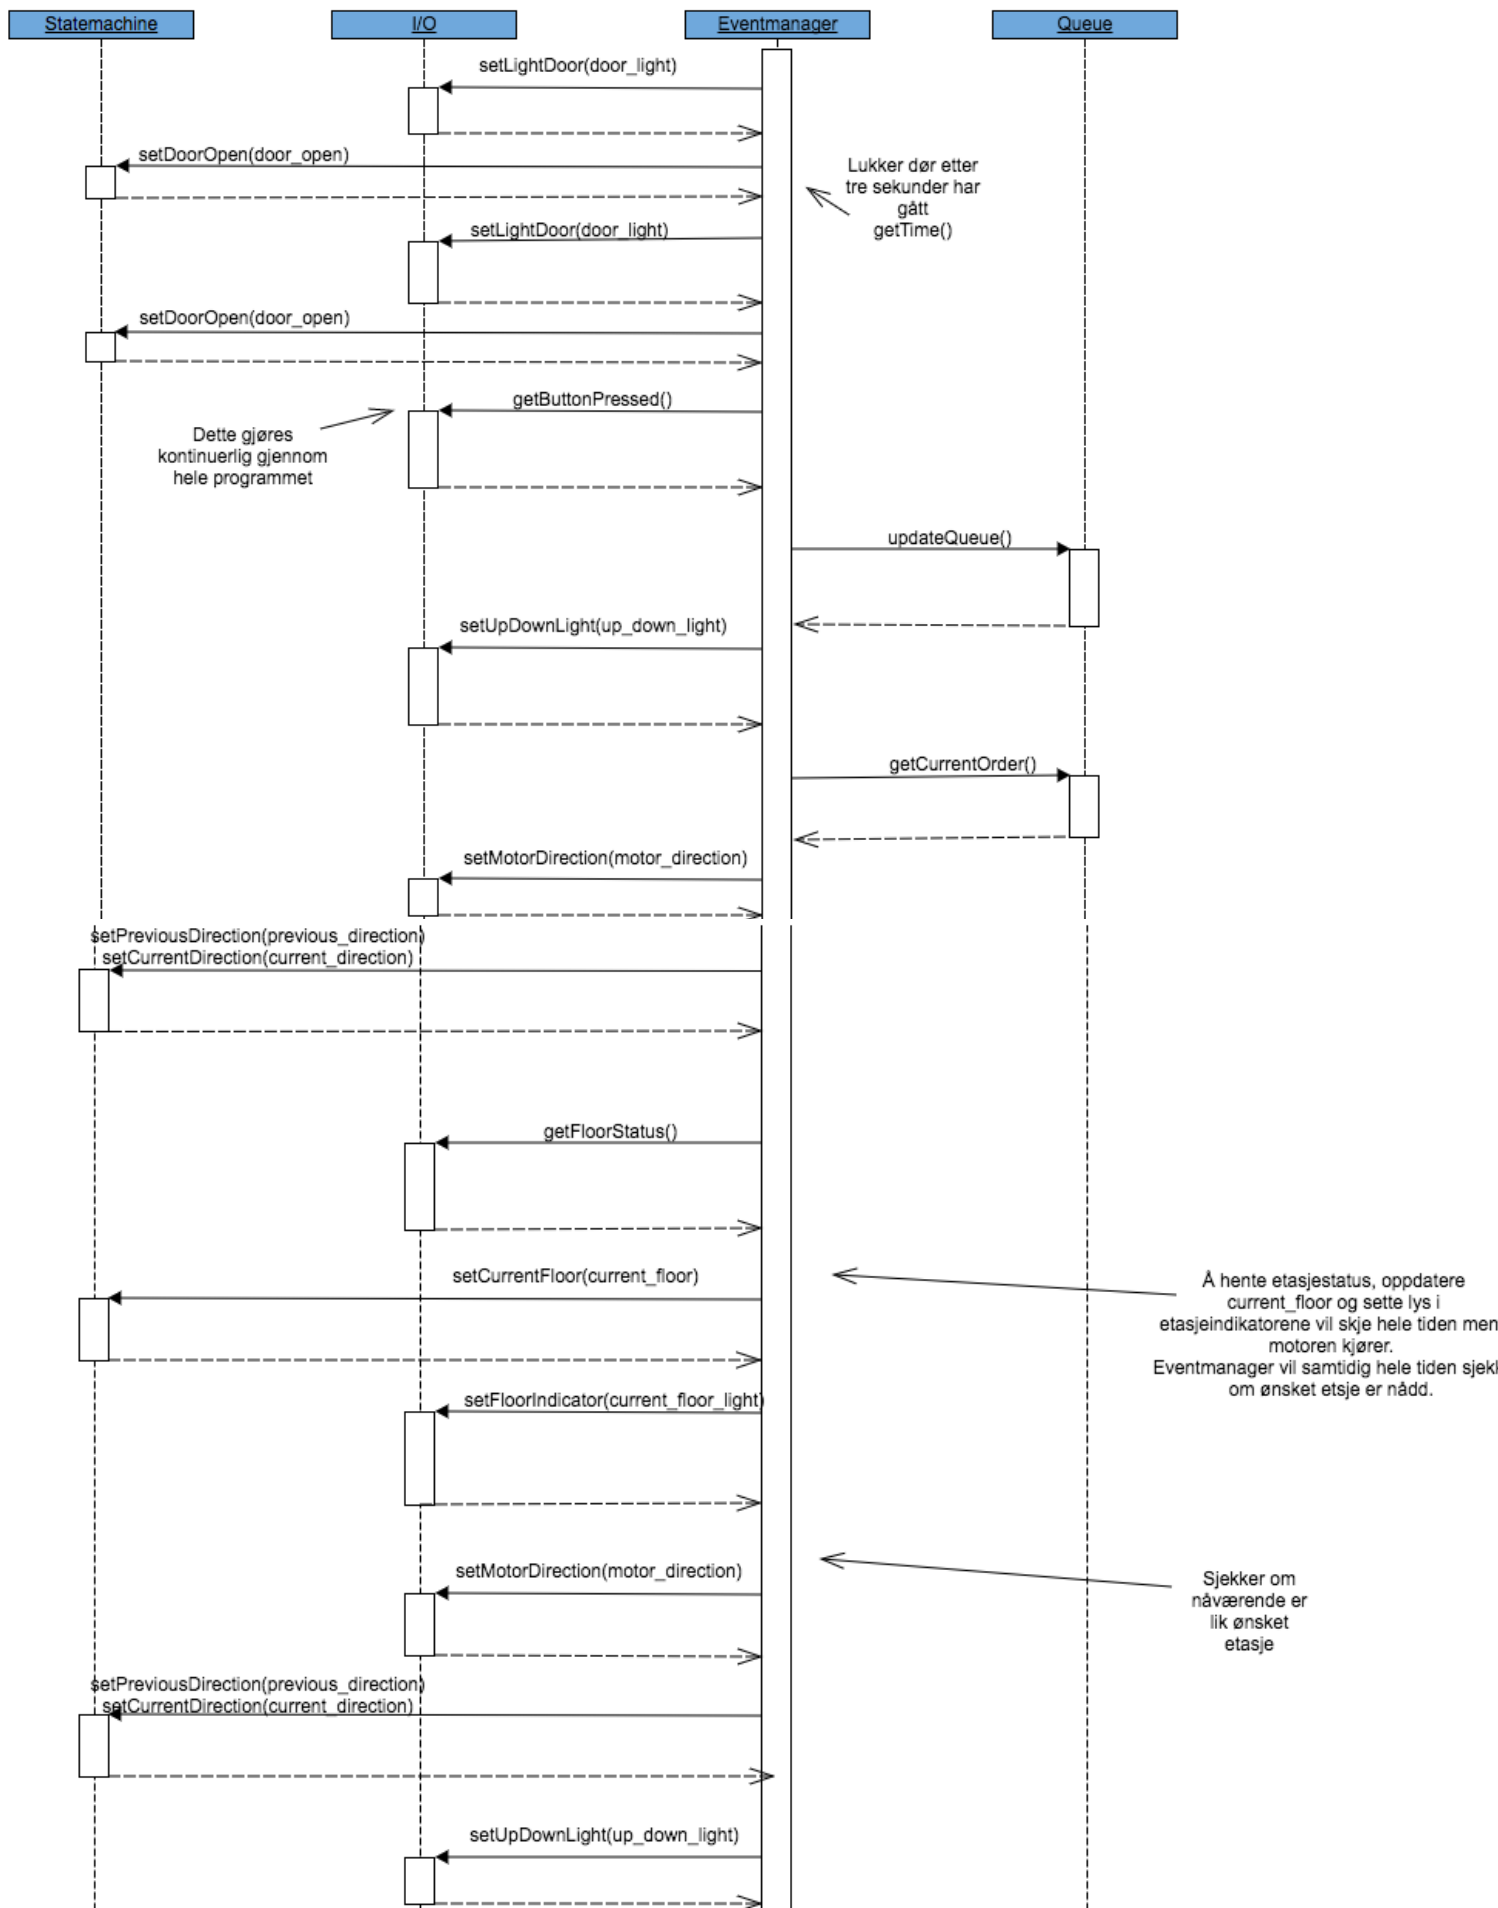 Statemachine
I/O
Eventmanager
Queue
setLightDoor(door_light)
setDoorOpen(door_open)
Lukker dør etter
tre sekunder har
gått
getTime()
setLightDoor(door_light)
setDoorOpen(door_open)
getButtonPressed()
Dette gjøres
kontinuerlig gjennom
hele programmet
updateQueue()
setUpDownLight(up_down_light)
getCurrentOrder()
setMotorDirection(motor_direction)
setPreviousDirection(previous_direction)
setCurrentDirection(current_direction)
getFloorStatus()
setCurrentFloor(current_floor)
Å hente etasjestatus, oppdatere
current_floor og sette lys i
etasjeindikatorene vil skje hele tiden men
motoren kjører.
Eventmanager vil samtidig hele tiden sjekk
om ønsket etsje er nådd.
setFloorIndicator(current_floor_light)
setMotorDirection(motor_direction)
Sjekker om
nåværende er
lik ønsket
etasje
setPreviousDirection(previous_direction)
setCurrentDirection(current_direction)
setUpDownLight(up_down_light)